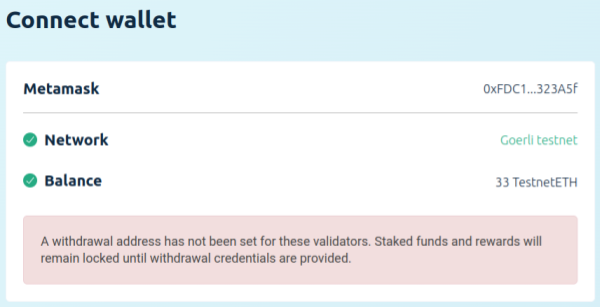 Connect wallet
Metamask 0xFDC1...323A5f
Network Goerli testnet
Balance 33 TestnetETH
A withdrawal address has not been set for these validators. Staked funds and rewards will
remain locked until withdrawal credentials are provided.